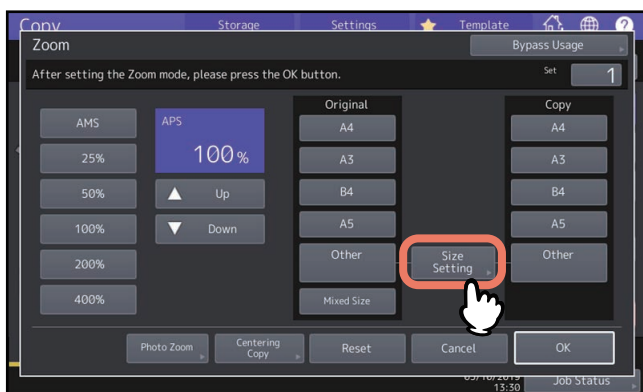 Copy Storage Settings Template
Zoom
Bypass Usage
After setting the Zoom mode, please press the OK button.
Set 1
Original Copy
AMS APS A4 A4
25% 100 % A3 A3
50% Up B4 B4
100% Down A5 A5
200% Other Size Setting Other
400% Mixed Size
Photo Zoom Centering Copy Reset Cancel OK
13:30 Job Status